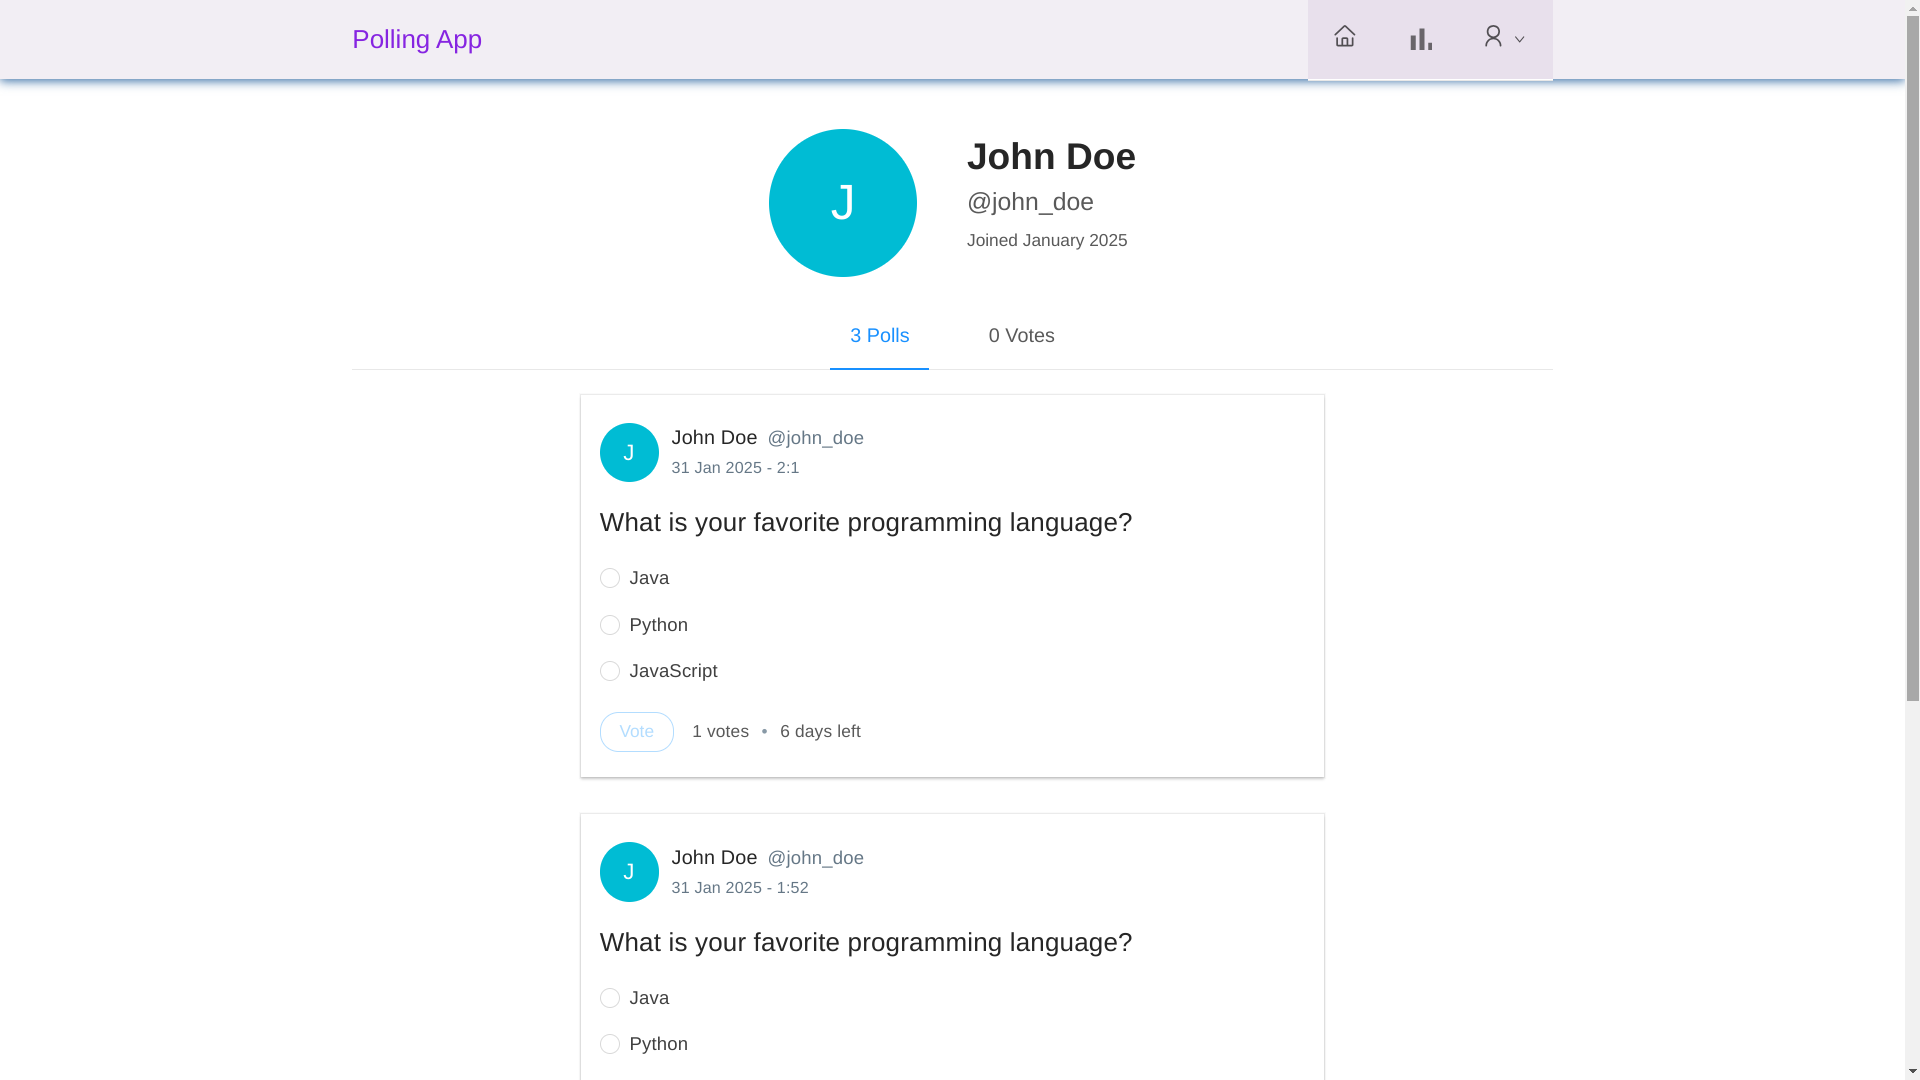 Polling App
J
John Doe
@john_doe
Joined January 2025
3 Polls
0 Votes
J
John Doe @john_doe
31 Jan 2025 - 2:1
What is your favorite programming language?
Java
Python
JavaScript
Vote
1 votes • 6 days left
J
John Doe @john_doe
31 Jan 2025 - 1:52
What is your favorite programming language?
Java
Python